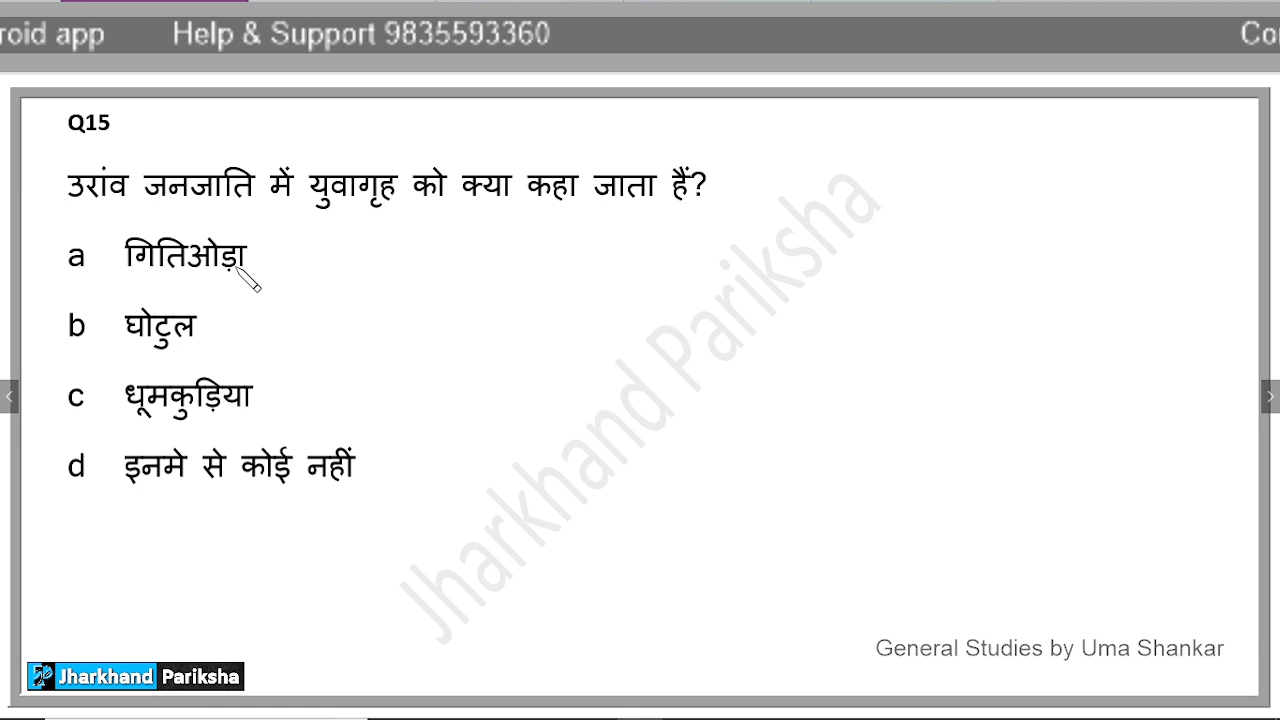 roid app Help & Support 9835593360 Co
Q15
उरांव जनजाति में युवागृह को क्या कहा जाता हैं?
a गितिओड़ा
b घोटुल
c धूमकुड़िया
d इनमे से कोई नहीं
Jharkhand Pariksha
General Studies by Uma Shankar
Jharkhand Pariksha